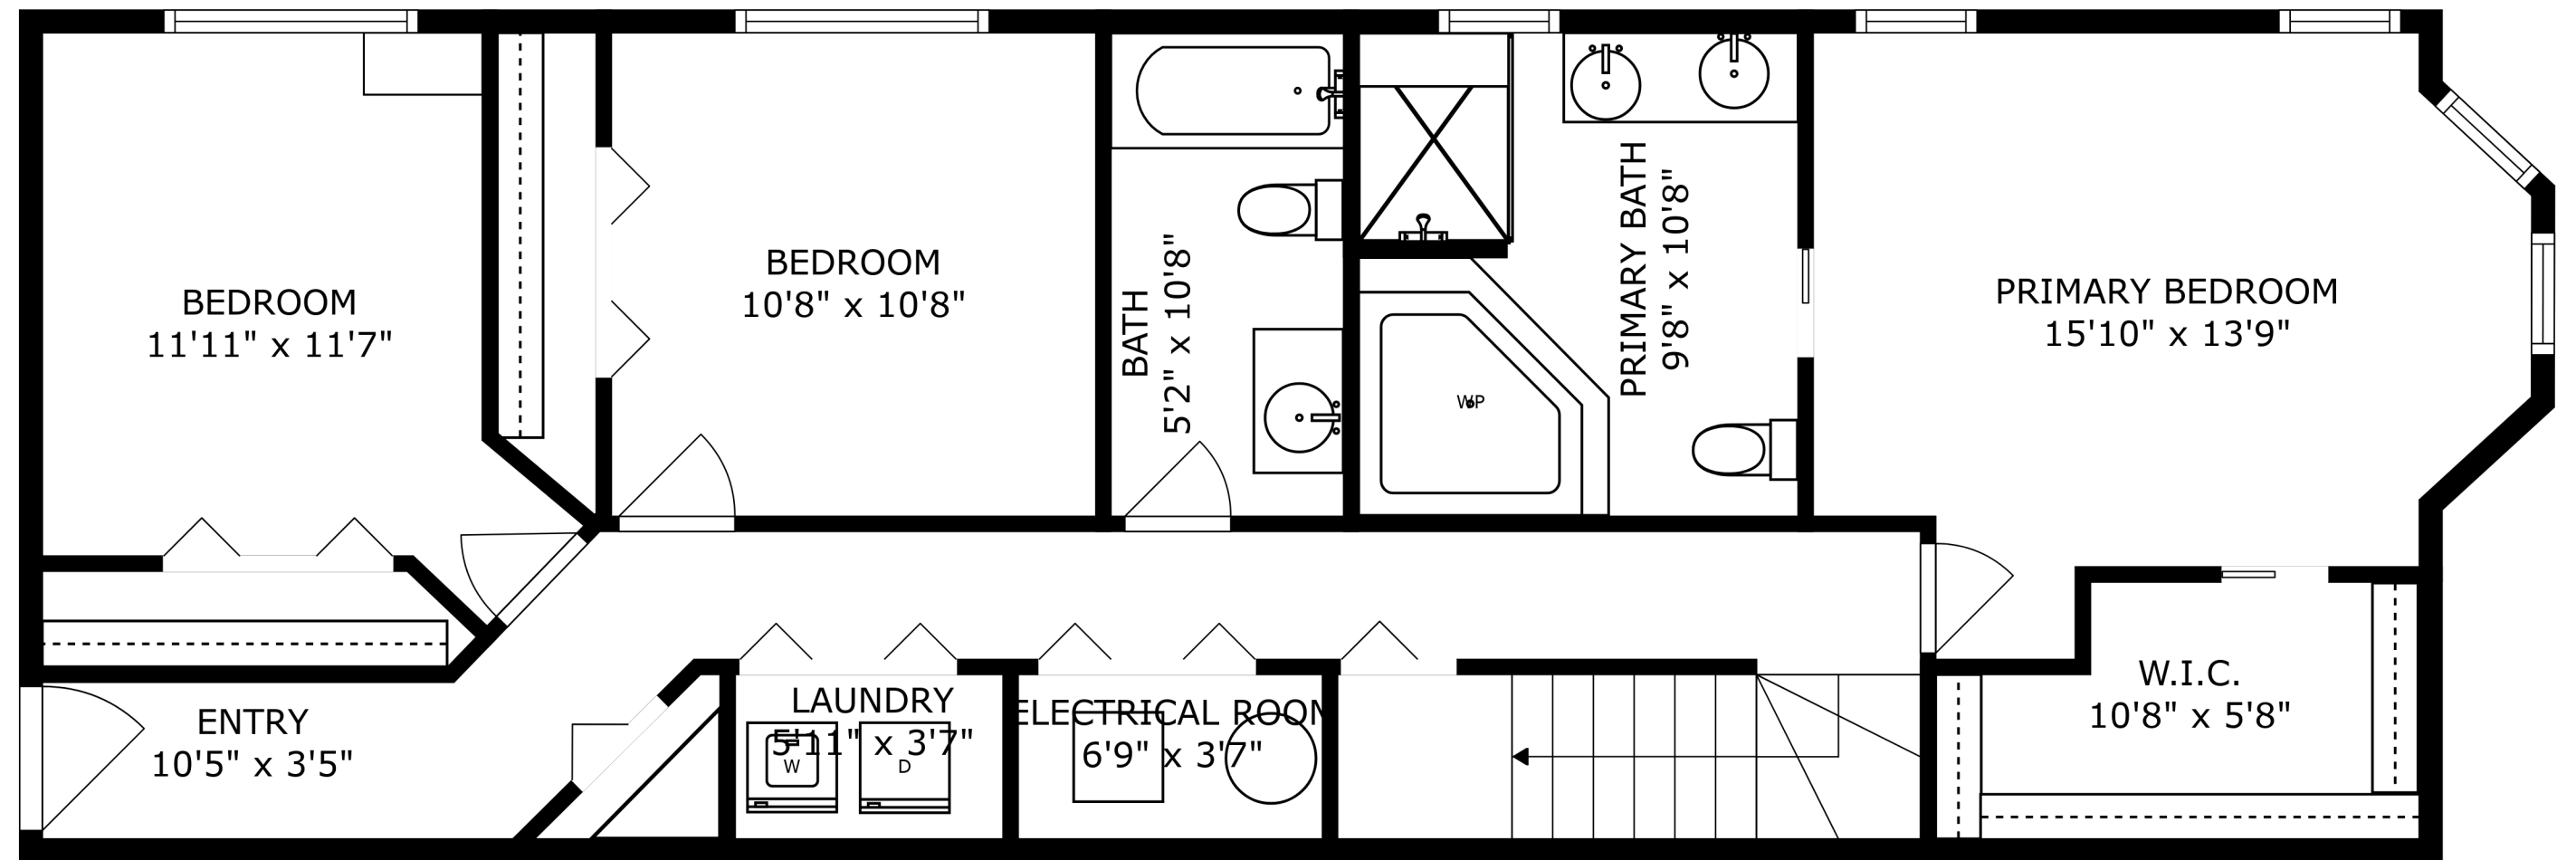 BEDROOM
11'11" x 11'7"
BEDROOM
10'8" x 10'8"
BATH
5'2" x 10'8"
PRIMARY BATH
9'8" x 10'8"
WP
PRIMARY BEDROOM
15'10" x 13'9"
ENTRY
10'5" x 3'5"
LAUNDRY
5'11" x 3'7"
W
D
ELECTRICAL ROOM
6'9" x 3'7"
W.I.C.
10'8" x 5'8"